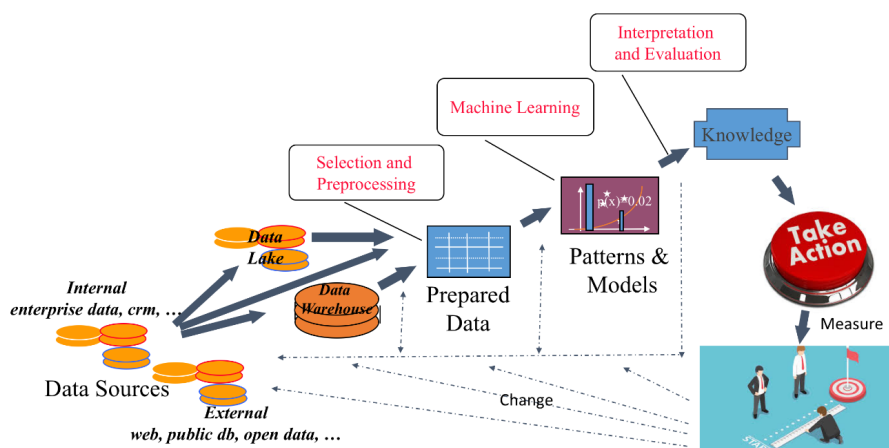 Interpretation
and Evaluation
Machine Learning
Knowledge
Selection and
Preprocessing
p(x) 0.02
Take
Action
Data
Lake
Patterns &
Models
Internal
enterprise data, crm, …
Data
Warehouse
Prepared
Data
Measure
Data Sources
Change
External
web, public db, open data, …
START